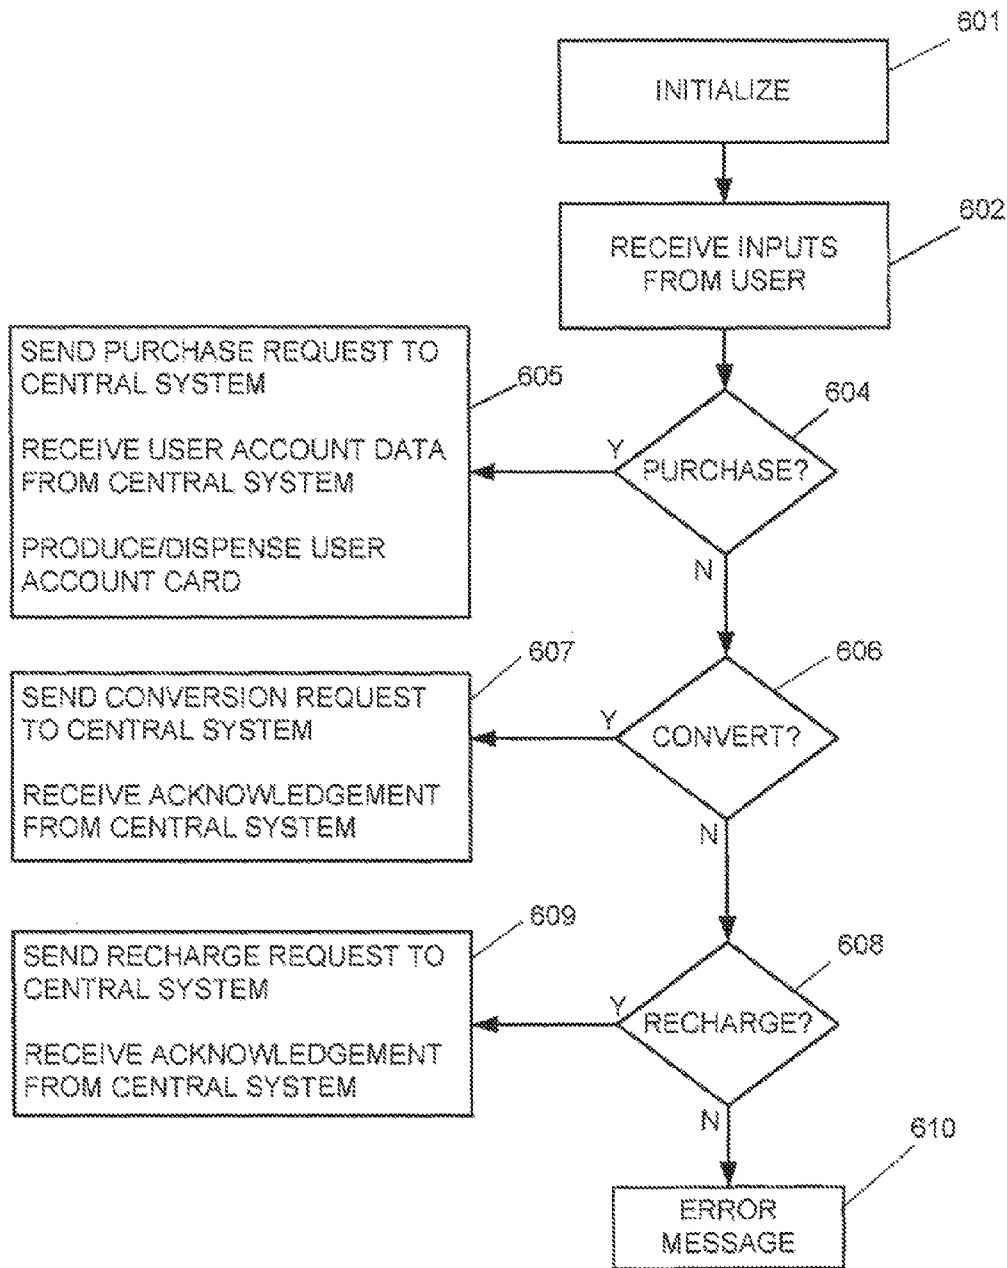 601
INITIALIZE
602
RECEIVE INPUTS
FROM USER
SEND PURCHASE REQUEST TO
CENTRAL SYSTEM
RECEIVE USER ACCOUNT DATA
FROM CENTRAL SYSTEM
PRODUCE/DISPENSE USER
ACCOUNT CARD
605
604
Y
PURCHASE?
N
607
SEND CONVERSION REQUEST
TO CENTRAL SYSTEM
RECEIVE ACKNOWLEDGEMENT
FROM CENTRAL SYSTEM
606
Y
CONVERT?
N
609
SEND RECHARGE REQUEST TO
CENTRAL SYSTEM
RECEIVE ACKNOWLEDGEMENT
FROM CENTRAL SYSTEM
608
Y
RECHARGE?
N
610
ERROR
MESSAGE